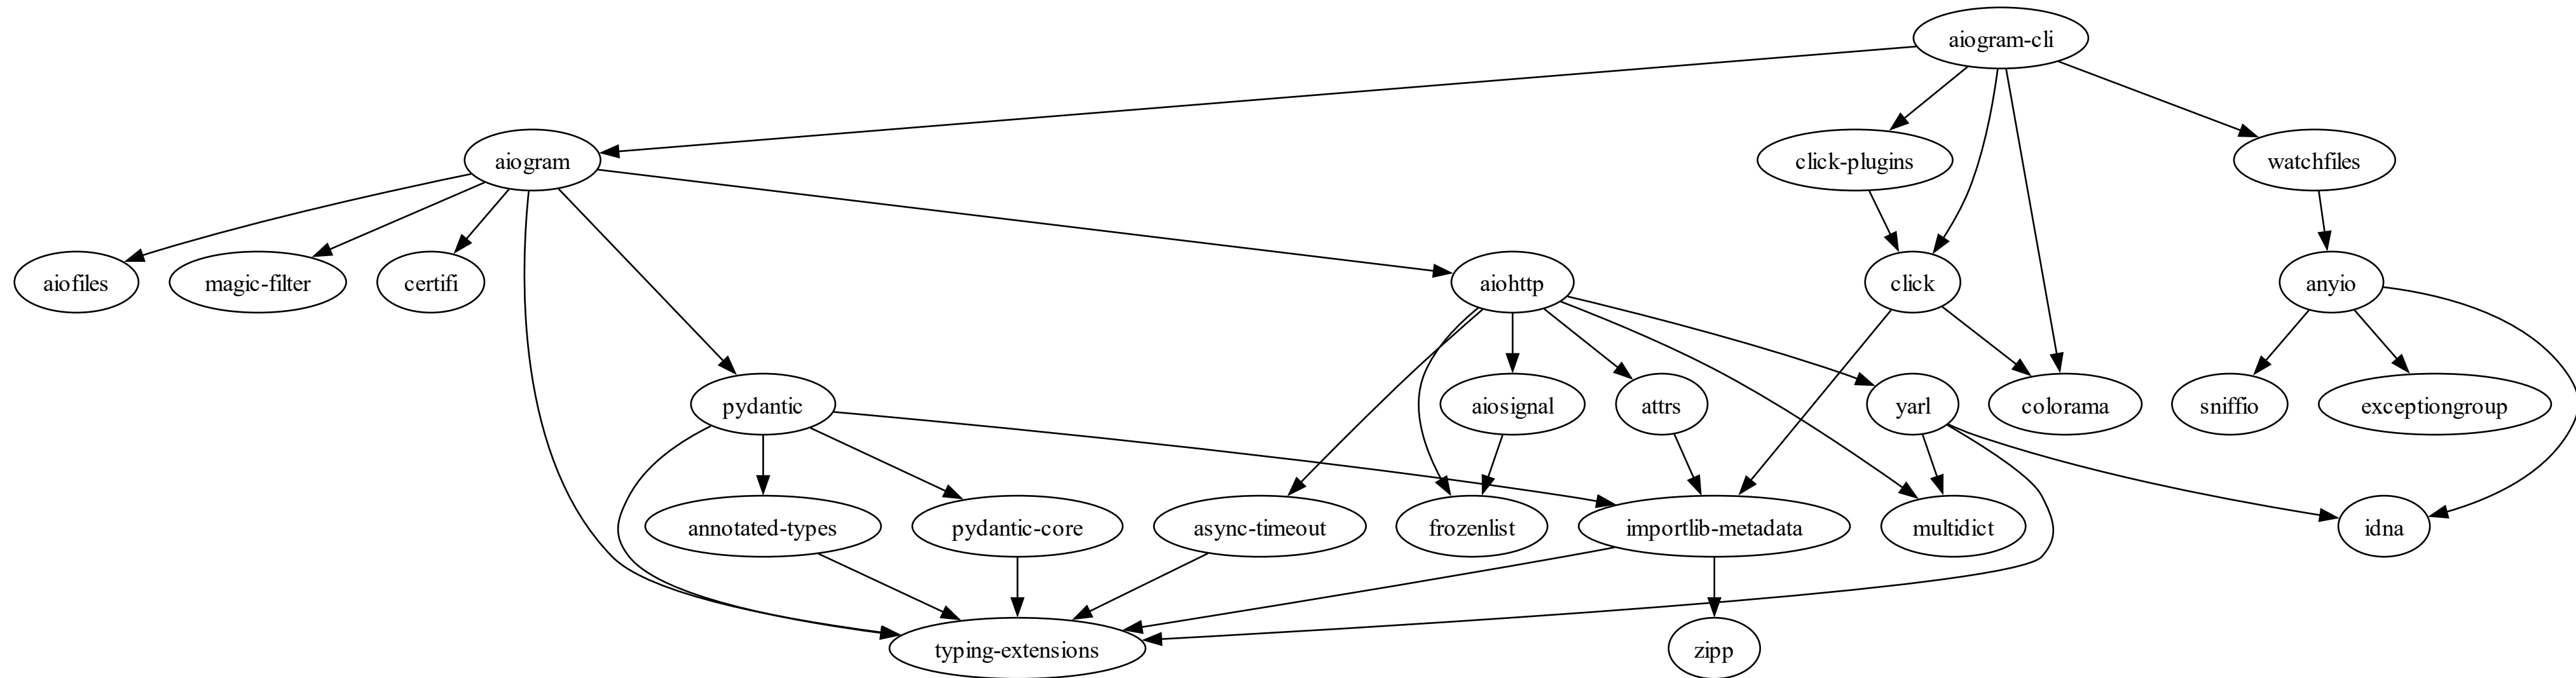 aiogram-cli
aiogram
click-plugins
watchfiles
aiofiles
magic-filter
certifi
aiohttp
click
anyio
pydantic
aiosignal
attrs
yarl
colorama
sniffio
exceptiongroup
annotated-types
pydantic-core
async-timeout
frozenlist
importlib-metadata
multidict
idna
typing-extensions
zipp